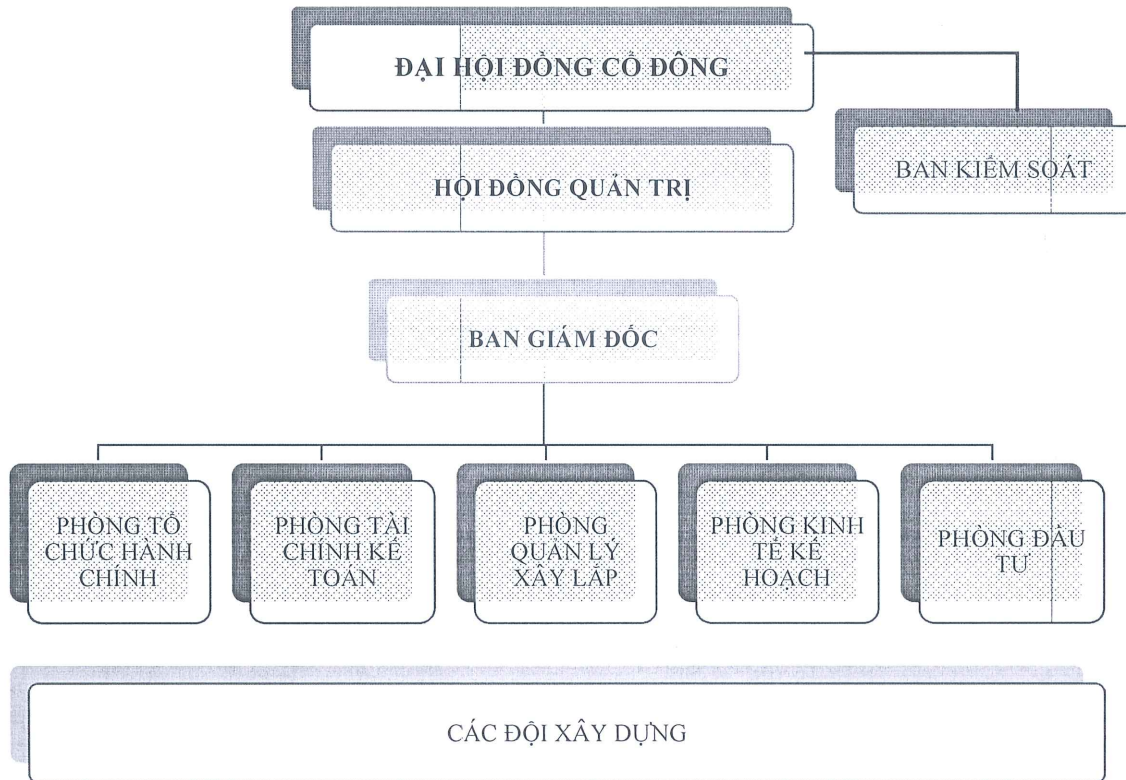 ĐẠI HỘI ĐỒNG CỔ ĐÔNG
BAN KIỂM SOÁT
HỘI ĐỒNG QUẢN TRỊ
BAN GIÁM ĐỐC
PHÒNG TỔ
CHỨC HÀNH
CHÍNH
PHÒNG TÀI
CHÍNH KẾ
TOÁN
PHÒNG
QUẢN LÝ
XÂY LẮP
PHÒNG KINH
TẾ KẾ
HOẠCH
PHÒNG ĐẦU
TƯ
CÁC ĐỘI XÂY DỰNG